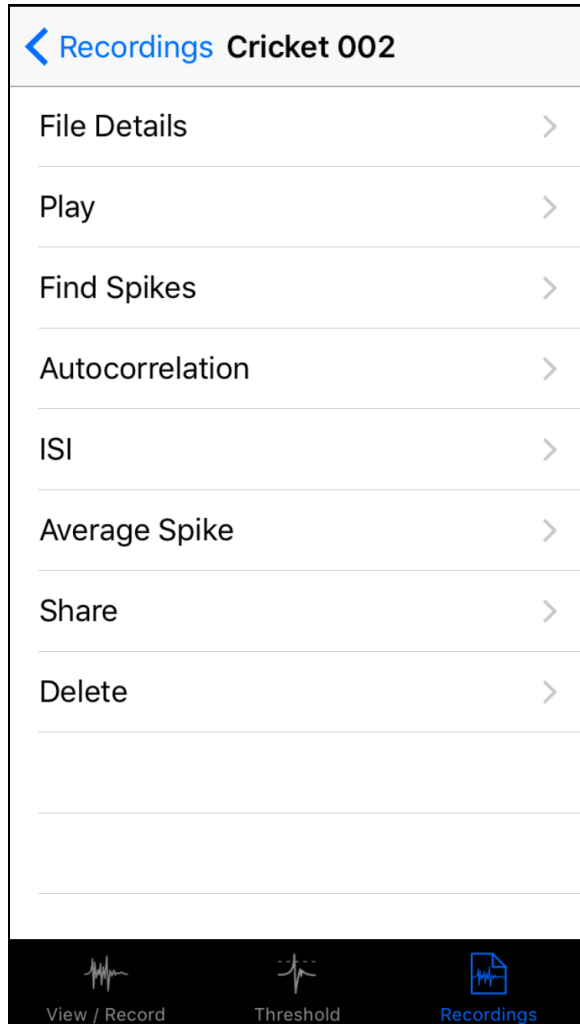 Recordings Cricket 002
File Details
Play
Find Spikes
Autocorrelation
ISI
Average Spike
Share
Delete
View / Record Threshold Recordings